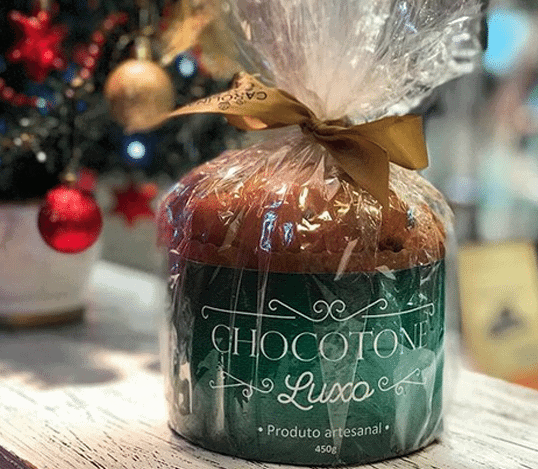 CHOCOTONE
Luxo
• Produto artesanal •
450g